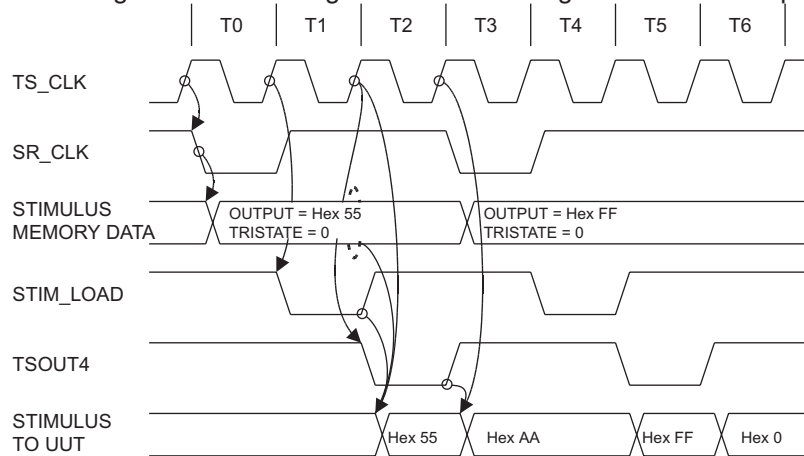 T0 T1 T2 T3 T4 T5 T6
TS_CLK
SR_CLK
STIMULUS
MEMORY DATA
OUTPUT = Hex 55
TRISTATE = 0
OUTPUT = Hex FF
TRISTATE = 0
STIM_LOAD
TSOUT4
STIMULUS
TO UUT
Hex 55
Hex AA
Hex FF
Hex 0